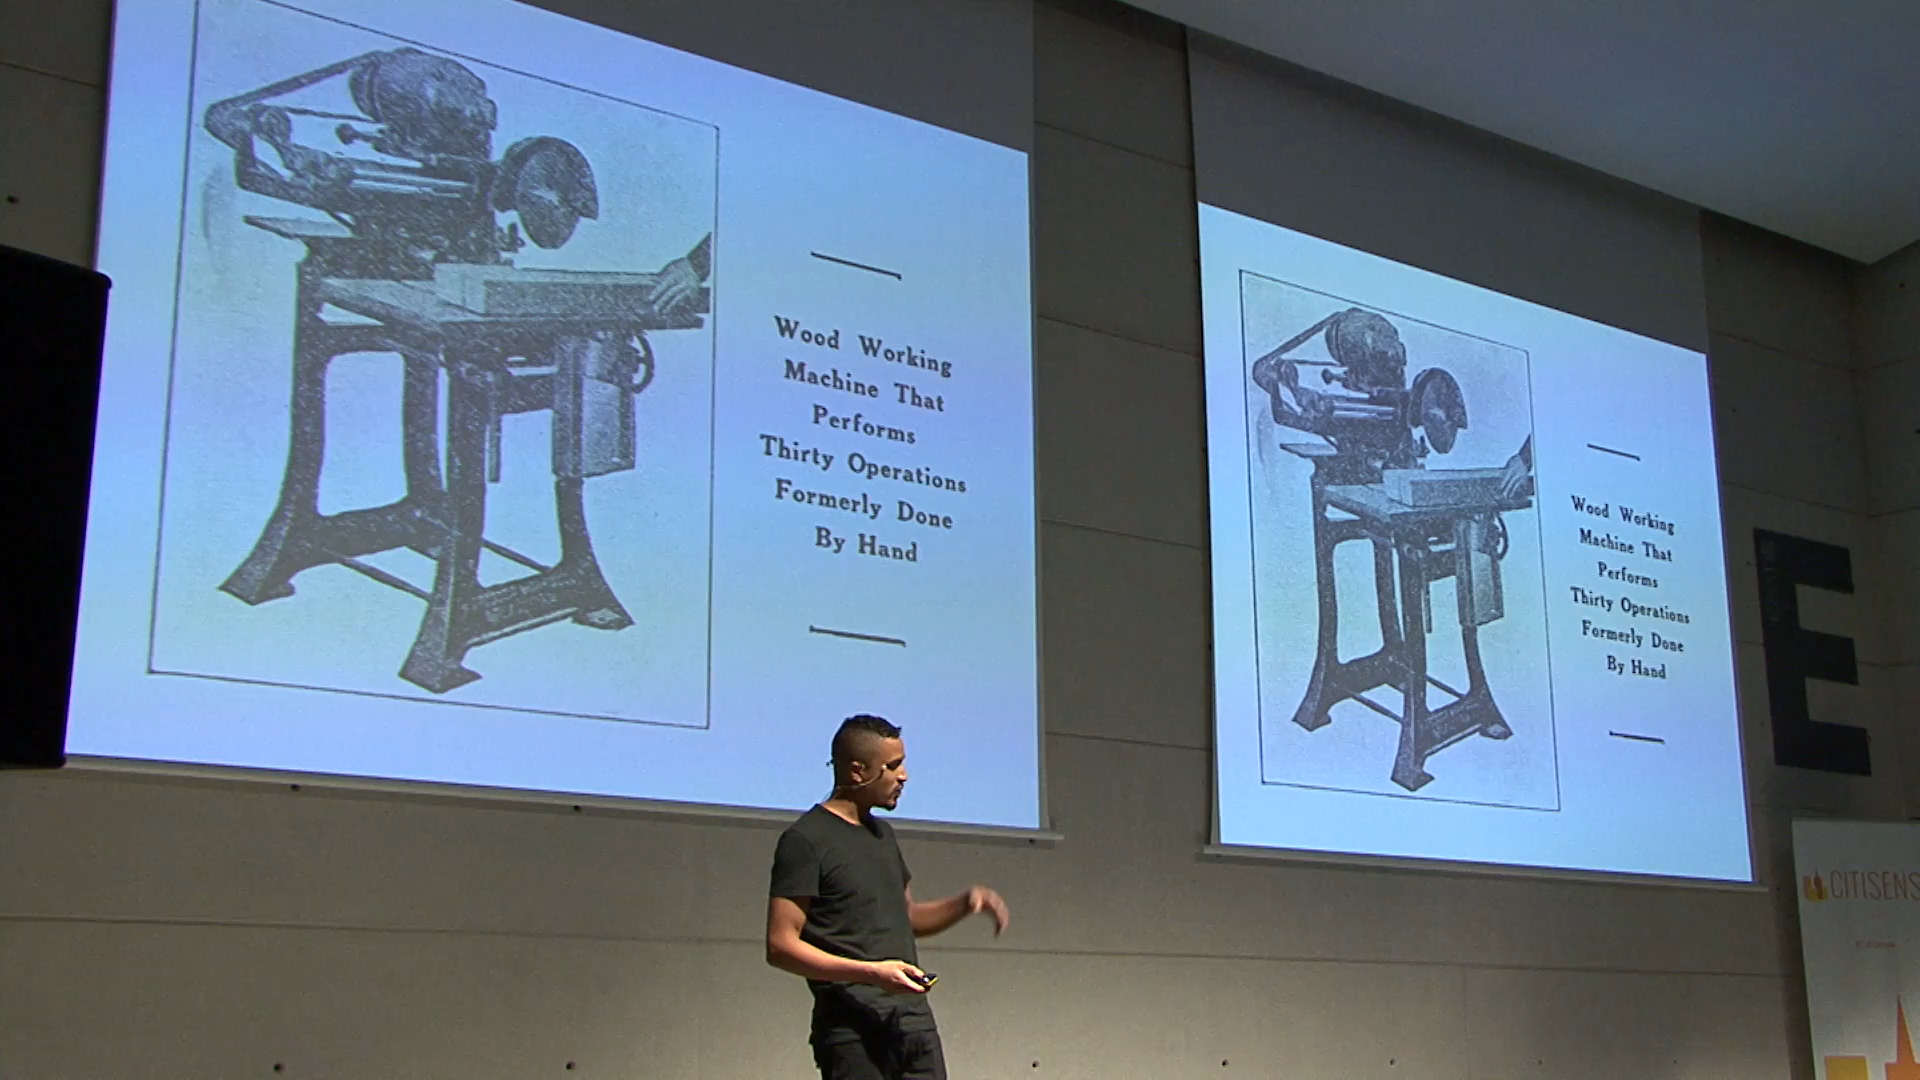 Wood Working
Machine That
Performs
Thirty Operations
Formerly Done
By Hand
Wood Working
Machine That
Performs
Thirty Operations
Formerly Done
By Hand
E
CITISENS